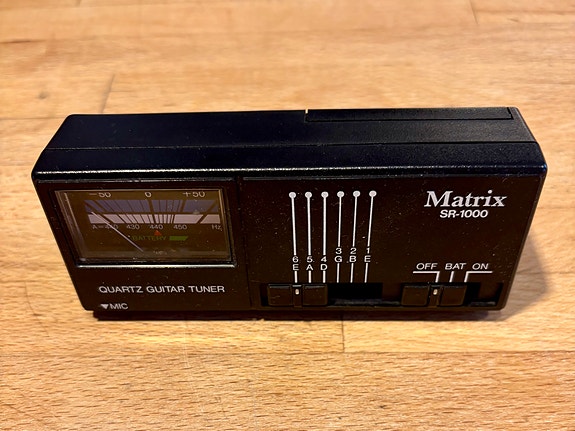 −50 0 +50
430 440 450 Hz
BATTERY
QUARTZ GUITAR TUNER
▼MIC
6 5 4 3 2 1
E A D G B E
Matrix
SR-1000
OFF BAT ON